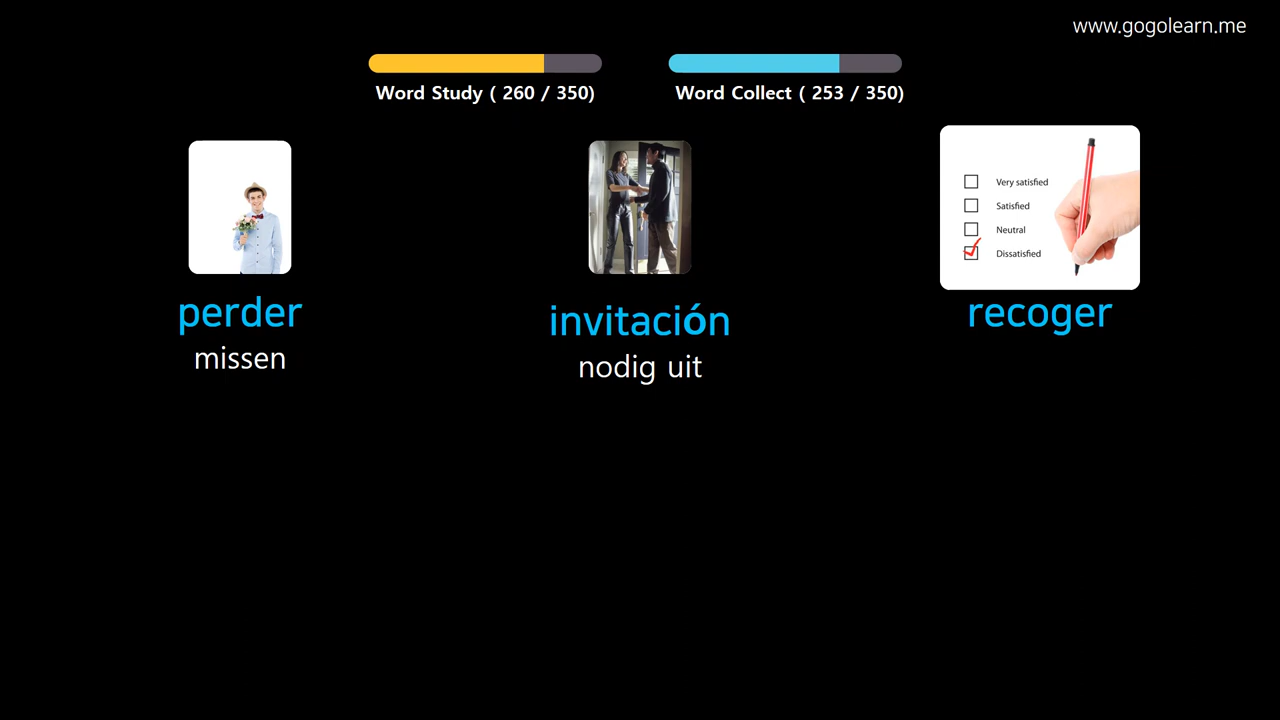 www.gogolearn.me
Word Study ( 260 / 350)
Word Collect ( 253 / 350)
Very satisfied
Satisfied
Neutral
Dissatisfied
perder
invitación
recoger
missen
nodig uit